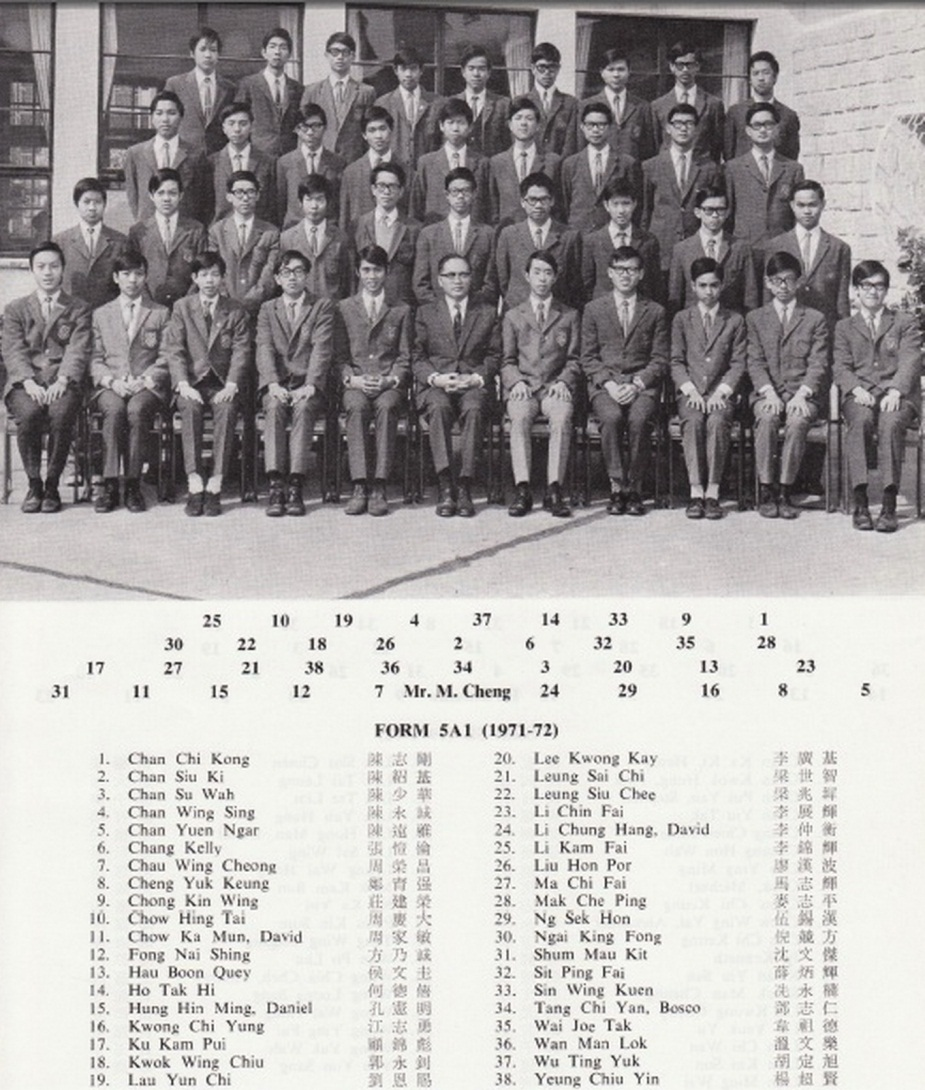 25 10 19 4 37 14 33 9 1
30 22 18 26 2 6 32 35 28
17 27 21 38 36 34 3 20 13 23
31 11 15 12 7 Mr. M. Cheng 24 29 16 8 5
FORM 5A1 (1971-72)
1. Chan Chi Kong 陳志剛
2. Chan Siu Ki 陳紹基
3. Chan Su Wah 陳少華
4. Chan Wing Sing 陳永誠
5. Chan Yuen Ngar 陳遠雅
6. Chang Kelly 張愷倫
7. Chau Wing Cheong 周榮昌
8. Cheng Yuk Keung 鄭育强
9. Chong Kin Wing 莊建榮
10. Chow Hing Tai 周慶大
11. Chow Ka Mun, David 周家敏
12. Fong Nai Shing 方乃誠
13. Hau Boon Quey 侯文圭
14. Ho Tak Hi 何德
15. Hung Hin Ming, Daniel 孔憲明
16. Kwong Chi Yung 江志勇
17. Ku Kam Pui 顧錦彪
18. Kwok Wing Chiu 郭永釗
19. Lau Yun Chi 劉恩賜
20. Lee Kwong Kay 李廣基
21. Leung Sai Chi 梁世智
22. Leung Siu Chee 梁兆
23. Li Chin Fai 李展輝
24. Li Chung Hang, David 李仲衡
25. Li Kam Fai 李錦輝
26. Liu Hon Por 廖漢波
27. Ma Chi Fai 馬志輝
28. Mak Che Ping 麥志平
29. Ng Sek Hon 伍錫漢
30. Ngai King Fong 倪競方
31. Shum Mau Kit 沈文傑
32. Sit Ping Fai 薛炳輝
33. Sin Wing Kuen 冼永權
34. Tang Chi Yan, Bosco 鄧志仁
35. Wai Joe Tak 韋祖德
36. Wan Man Lok 溫文樂
37. Wu Ting Yuk 胡定旭
38. Yeung Chiu Yin 楊超賢